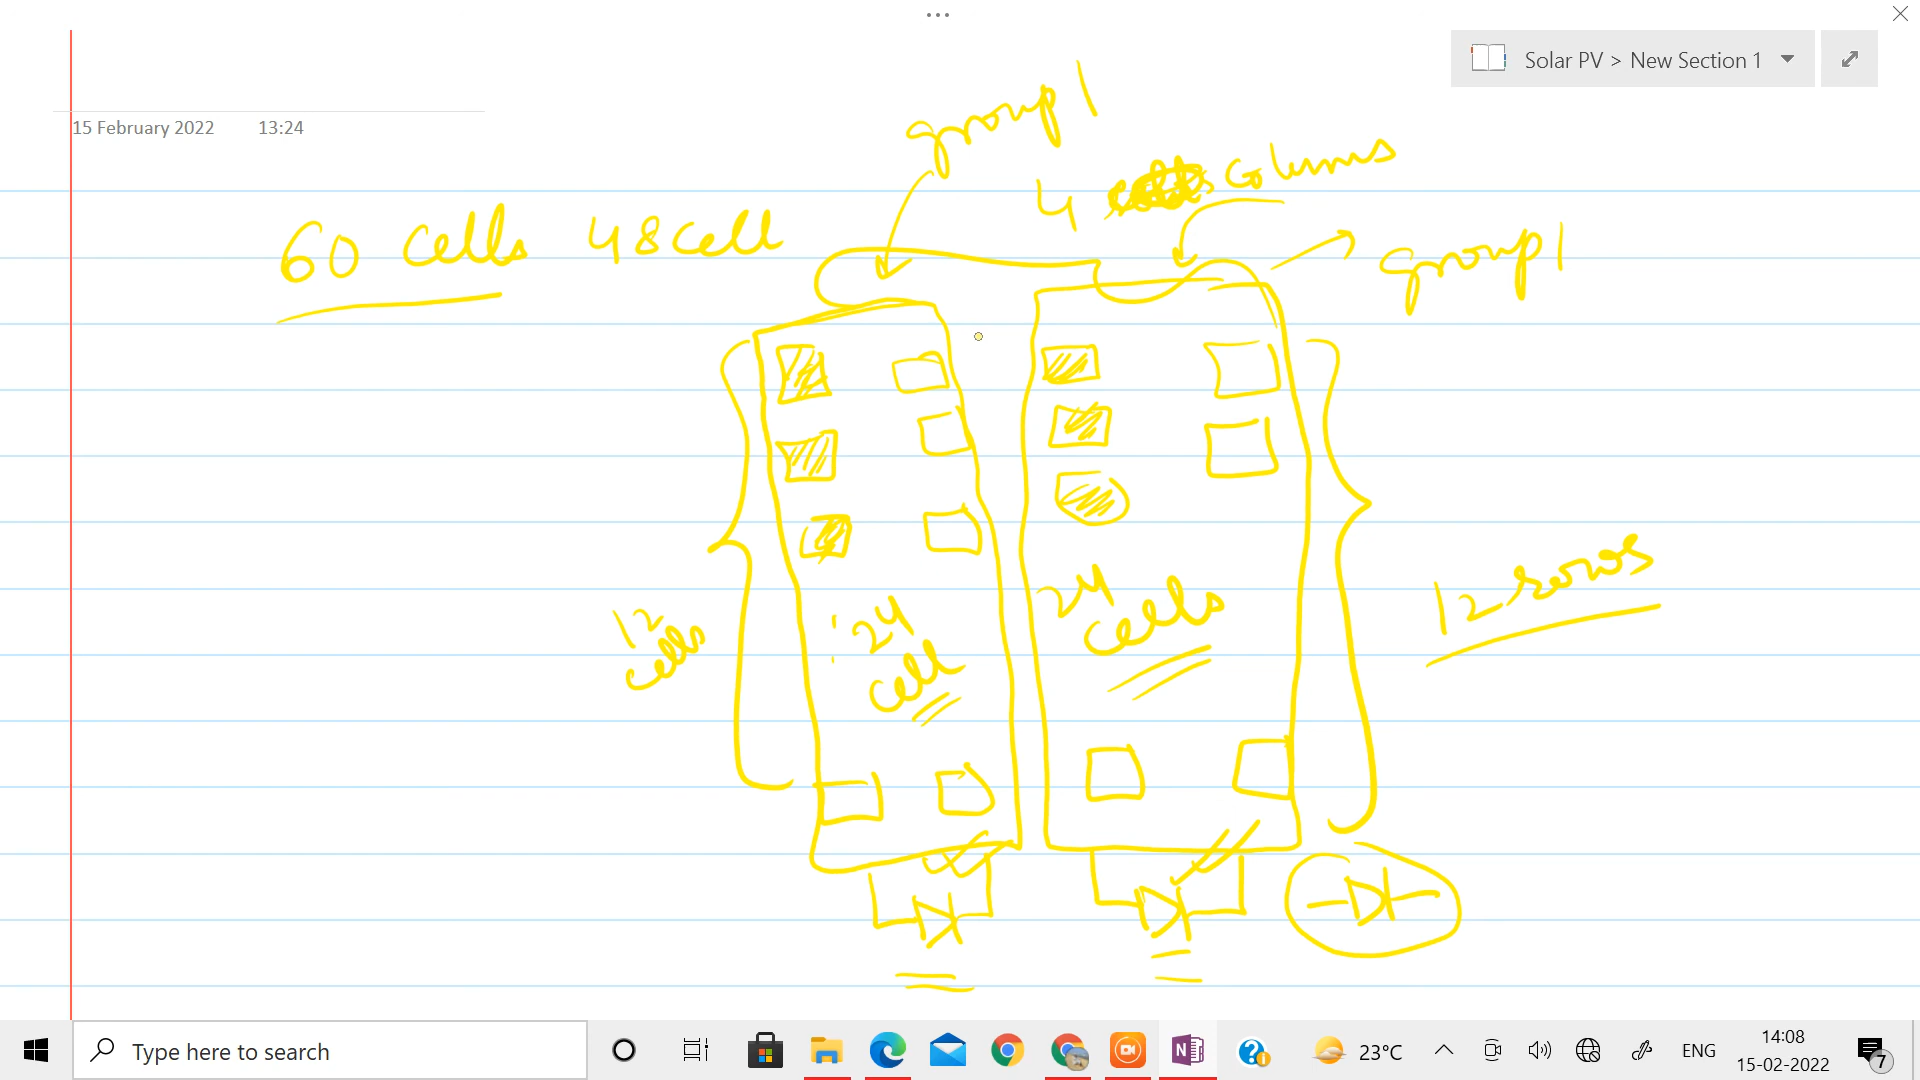 Solar PV > New Section 1
15 February 2022 13:24
group 1
4 columns
60 cells 48 cell
group 1
12 rows
12
cells
24
cell
24
cells
Type here to search
23°C
ENG
14:08
15-02-2022
7